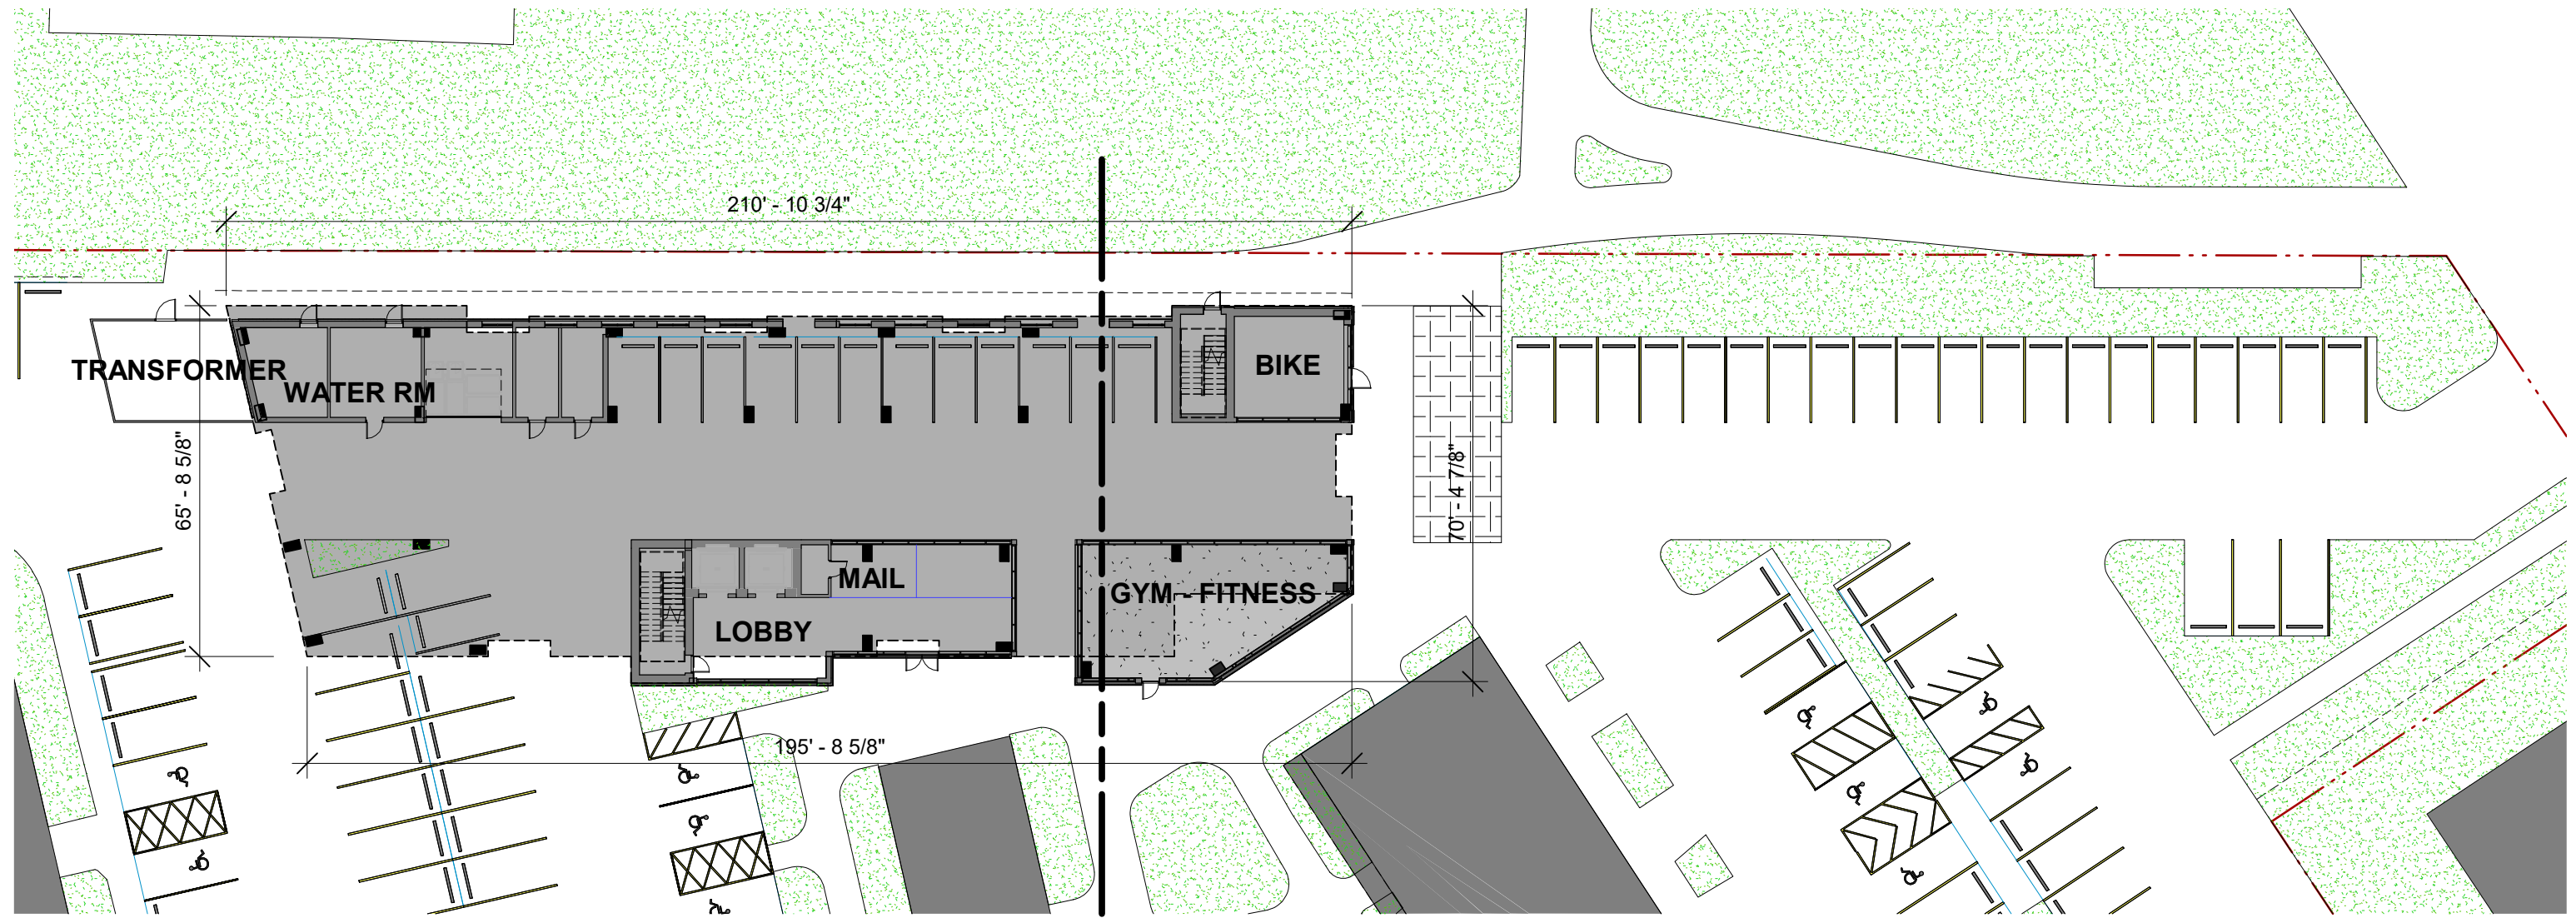 210' - 10 3/4"
TRANSFORMER
WATER RM
BIKE
65' - 8 5/8"
70' - 4 7/8"
MAIL
GYM - FITNESS
LOBBY
195' - 8 5/8"